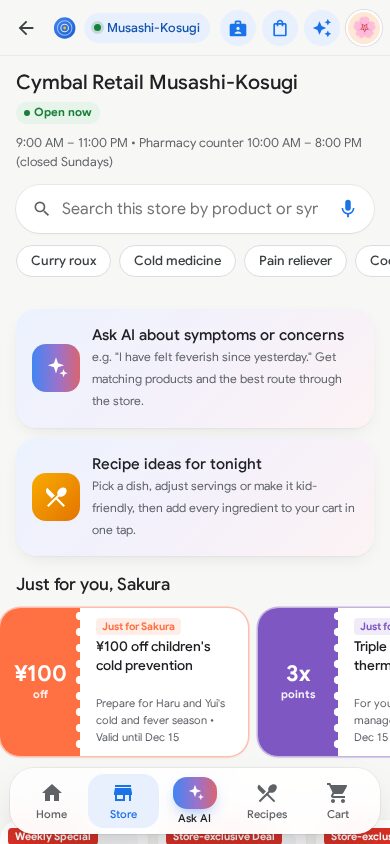 Musashi-Kosugi
Cymbal Retail Musashi-Kosugi
Open now
9:00 AM – 11:00 PM • Pharmacy counter 10:00 AM – 8:00 PM
(closed Sundays)
Search this store by product or syr
Curry roux
Cold medicine
Pain reliever
Co
Ask AI about symptoms or concerns
e.g. "I have felt feverish since yesterday." Get
matching products and the best route through
the store.
Recipe ideas for tonight
Pick a dish, adjust servings or make it kid-
friendly, then add every ingredient to your cart in
one tap.
Just for you, Sakura
¥100
off
Just for Sakura
¥100 off children's
cold prevention
Prepare for Haru and Yui's
cold and fever season •
Valid until Dec 15
3x
points
Just fo
Triple
therm
For you
manage
Dec 15
Home
Store
Ask AI
Recipes
Cart
Weekly Special
Store-exclusive Deal
Store-exclus